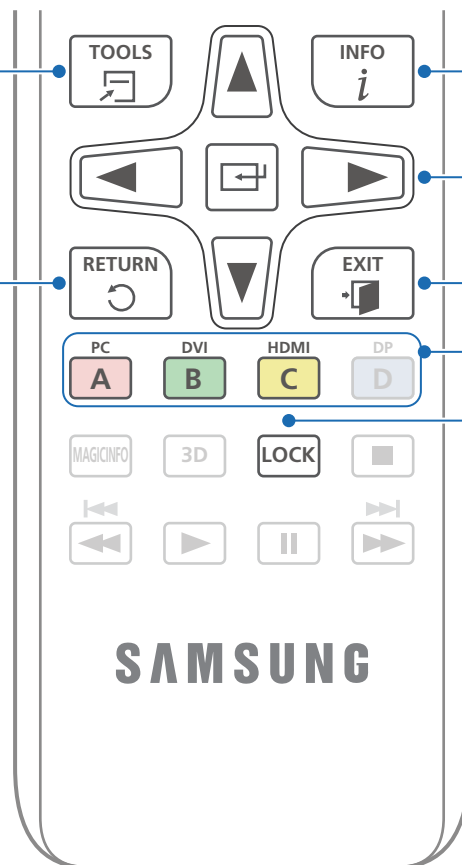 TOOLS INFO
i
RETURN EXIT
PC DVI HDMI DP
A B C D
MAGICINFO 3D LOCK
SAMSUNG